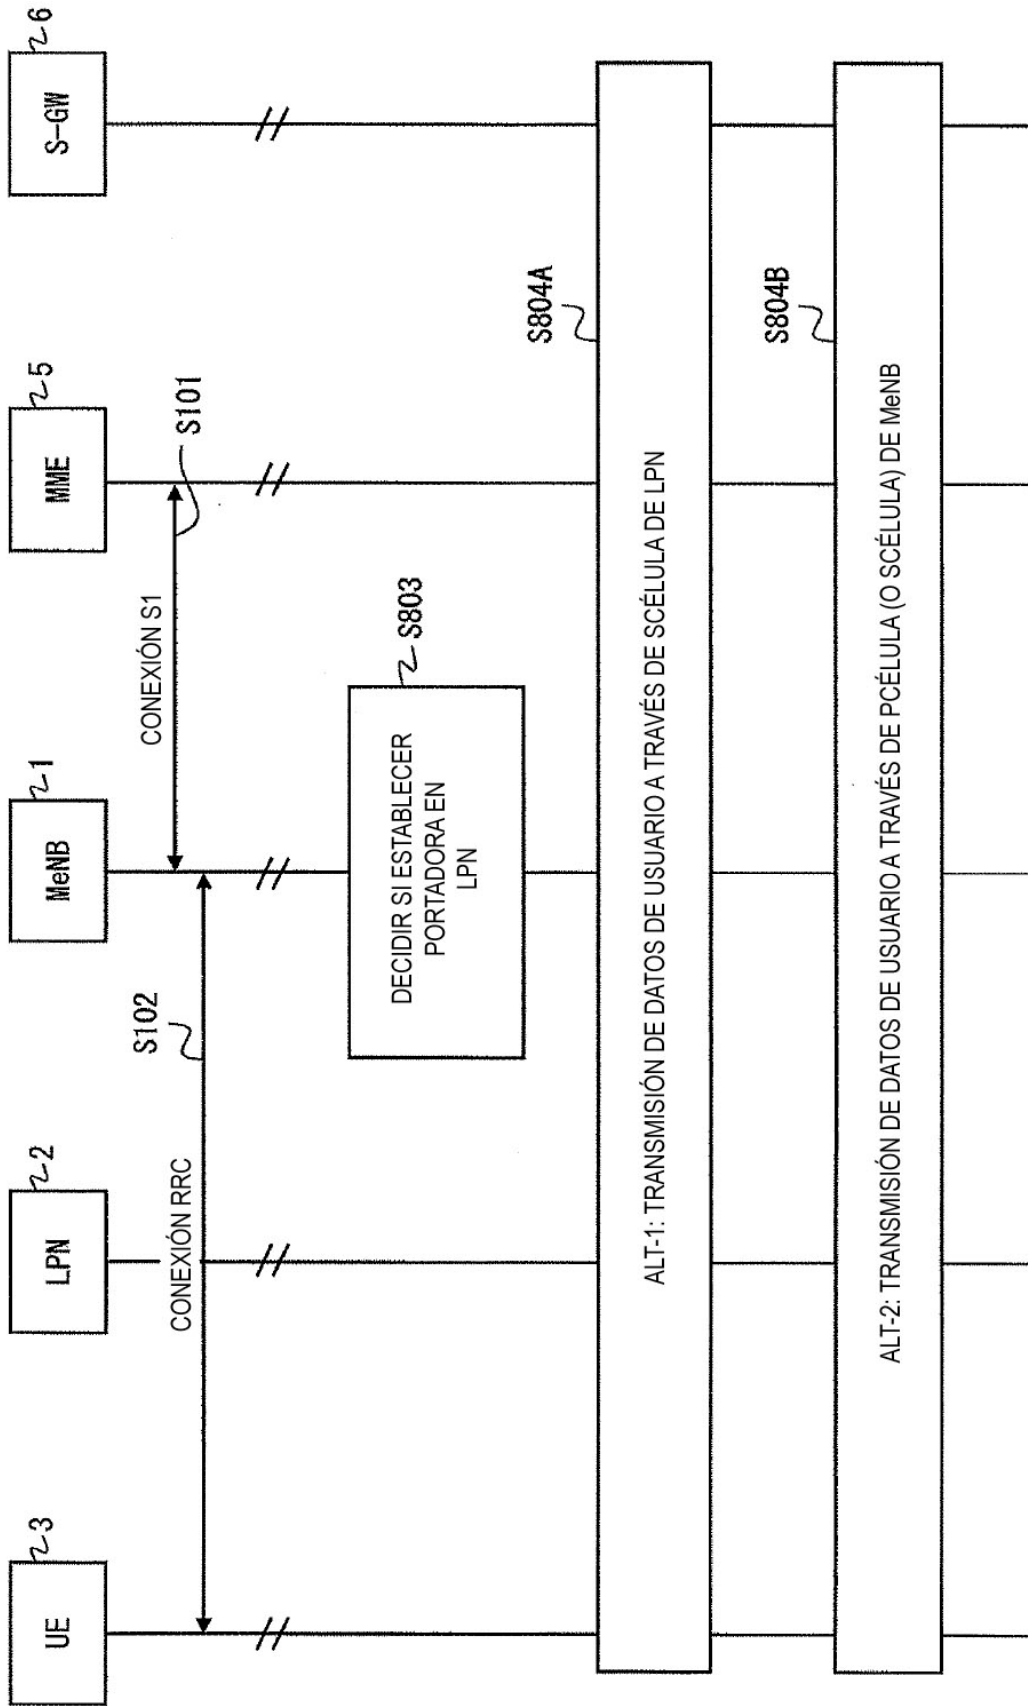 UE
3
LPN
2
MeNB
1
MME
5
S-GW
6
CONEXIÓN S1
S101
CONEXIÓN RRC
S102
DECIDIR SI ESTABLECER
PORTADORA EN
LPN
S803
S804A
ALT-1: TRANSMISIÓN DE DATOS DE USUARIO A TRAVÉS DE SCÉLULA DE LPN
S804B
ALT-2: TRANSMISIÓN DE DATOS DE USUARIO A TRAVÉS DE PCÉLULA (O SCÉLULA) DE MeNB